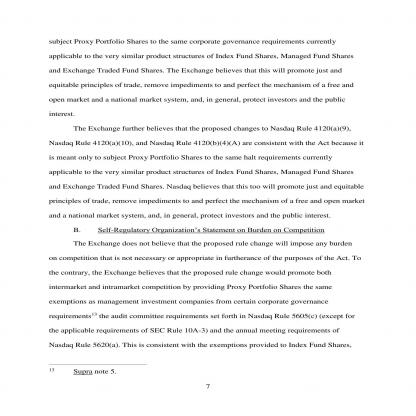 subject Proxy Portfolio Shares to the same corporate governance requirements currently
applicable to the very similar product structures of Index Fund Shares, Managed Fund Shares
and Exchange Traded Fund Shares. The Exchange believes that this will promote just and
equitable principles of trade, remove impediments to and perfect the mechanism of a free and
open market and a national market system, and, in general, protect investors and the public
interest.
The Exchange further believes that the proposed changes to Nasdaq Rule 4120(a)(9),
Nasdaq Rule 4120(a)(10), and Nasdaq Rule 4120(b)(4)(A) are consistent with the Act because it
is meant only to subject Proxy Portfolio Shares to the same halt requirements currently
applicable to the very similar product structures of Index Fund Shares, Managed Fund Shares
and Exchange Traded Fund Shares. Nasdaq believes that this too will promote just and equitable
principles of trade, remove impediments to and perfect the mechanism of a free and open market
and a national market system, and, in general, protect investors and the public interest.
B. Self-Regulatory Organization's Statement on Burden on Competition
The Exchange does not believe that the proposed rule change will impose any burden
on competition that is not necessary or appropriate in furtherance of the purposes of the Act. To
the contrary, the Exchange believes that the proposed rule change would promote both
intermarket and intramarket competition by providing Proxy Portfolio Shares the same
exemptions as management investment companies from certain corporate governance
requirements13 the audit committee requirements set forth in Nasdaq Rule 5605(c) (except for
the applicable requirements of SEC Rule 10A-3) and the annual meeting requirements of
Nasdaq Rule 5620(a). This is consistent with the exemptions provided to Index Fund Shares,
13 Supra note 5.
7